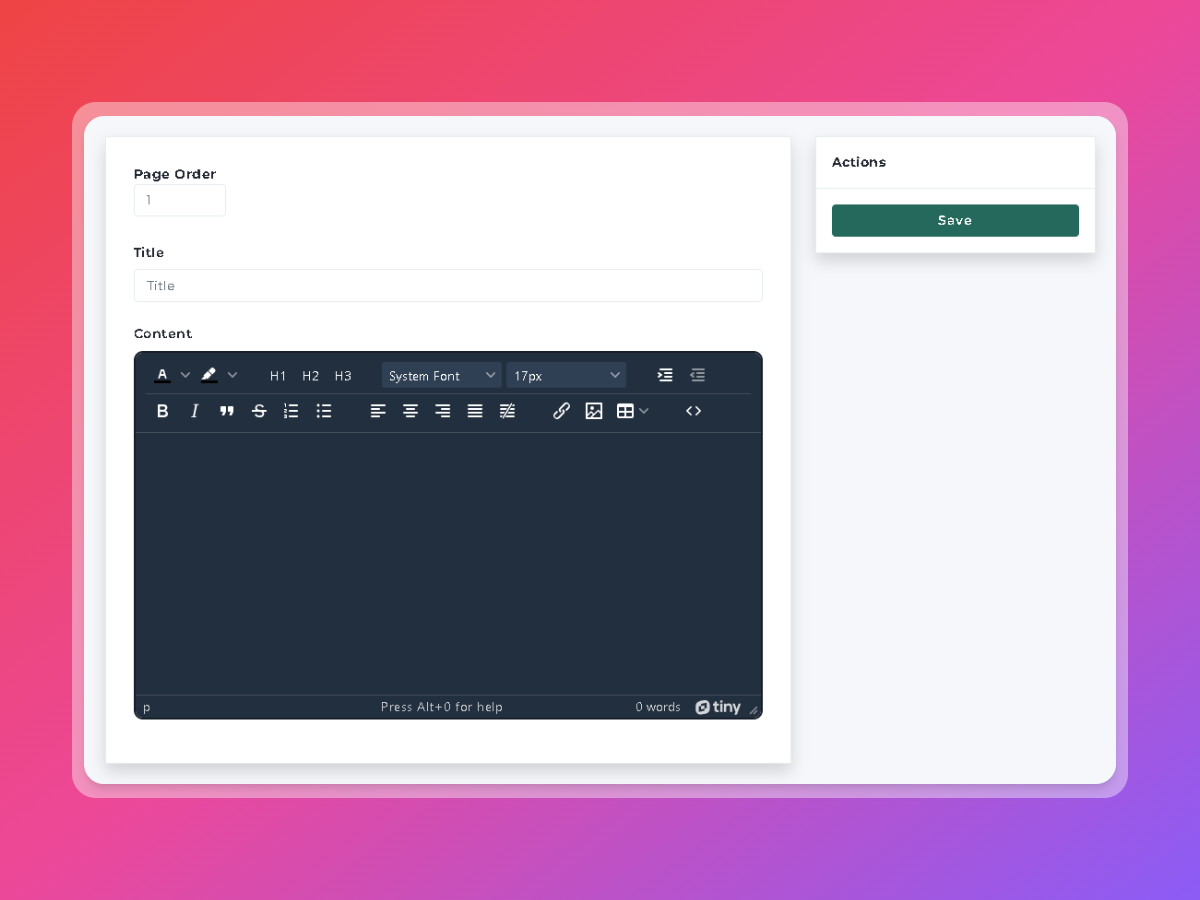 Page Order
1
Title
Title
Content
A
H1 H2 H3 System Font 17px
B I
p Press Alt+0 for help 0 words tiny
Actions
Save